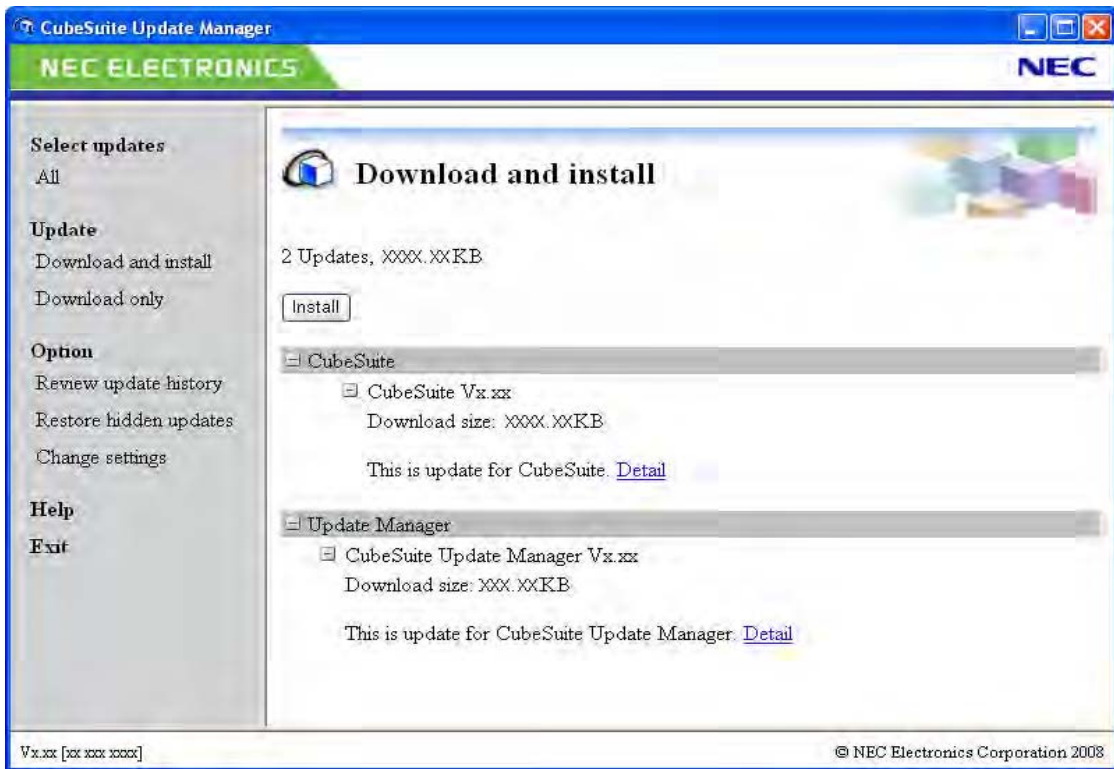 CubeSuite Update Manager
NEC ELECTRONICS
NEC
Select updates
All
Update
Download and install
Download only
Option
Review update history
Restore hidden updates
Change settings
Help
Exit
Download and install
2 Updates, XXXX.XXKB
Install
CubeSuite
CubeSuite Vx.xx
Download size: XXXX.XXKB
This is update for CubeSuite. Detail
Update Manager
CubeSuite Update Manager Vx.xx
Download size: XXX.XXKB
This is update for CubeSuite Update Manager. Detail
Vx.xx [xx xxx xxxx]
© NEC Electronics Corporation 2008